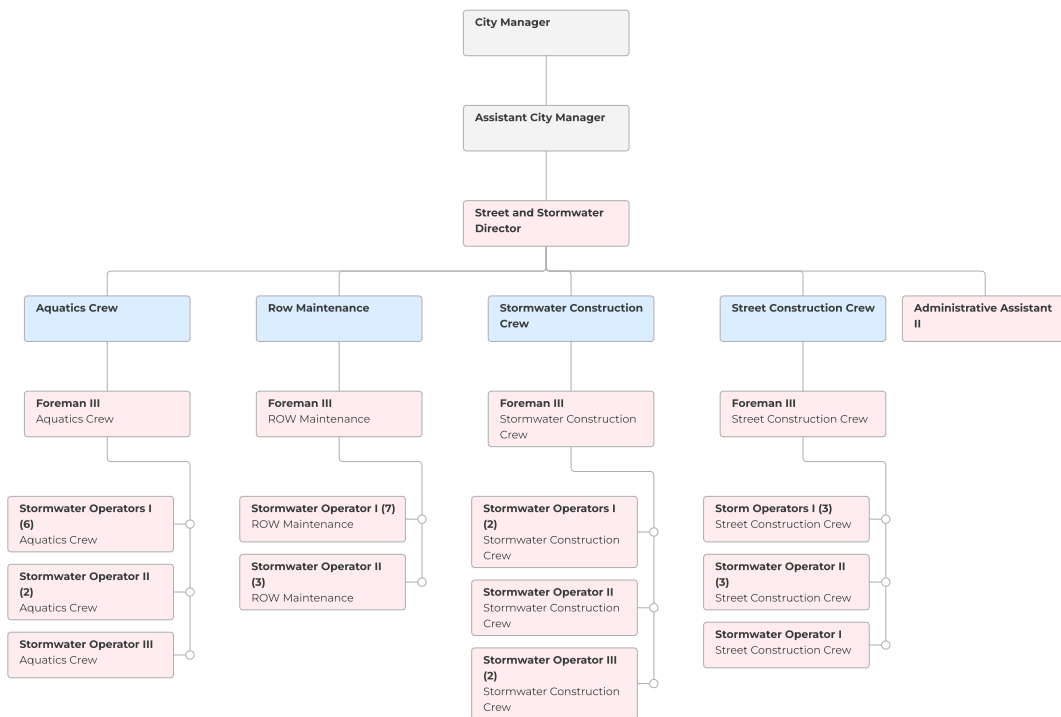 City Manager
Assistant City Manager
Street and Stormwater
Director
Aquatics Crew
Row Maintenance
Stormwater Construction
Crew
Street Construction Crew
Administrative Assistant
II
Foreman III
Aquatics Crew
Foreman III
ROW Maintenance
Foreman III
Stormwater Construction
Crew
Foreman III
Street Construction Crew
Stormwater Operators I
(6)
Aquatics Crew
Stormwater Operator II
(2)
Aquatics Crew
Stormwater Operator III
Aquatics Crew
Stormwater Operator I (7)
ROW Maintenance
Stormwater Operator II
(3)
ROW Maintenance
Stormwater Operators I
(2)
Stormwater Construction
Crew
Stormwater Operator II
Stormwater Construction
Crew
Stormwater Operator III
(2)
Stormwater Construction
Crew
Storm Operators I (3)
Street Construction Crew
Stormwater Operator II
(3)
Street Construction Crew
Stormwater Operator I
Street Construction Crew